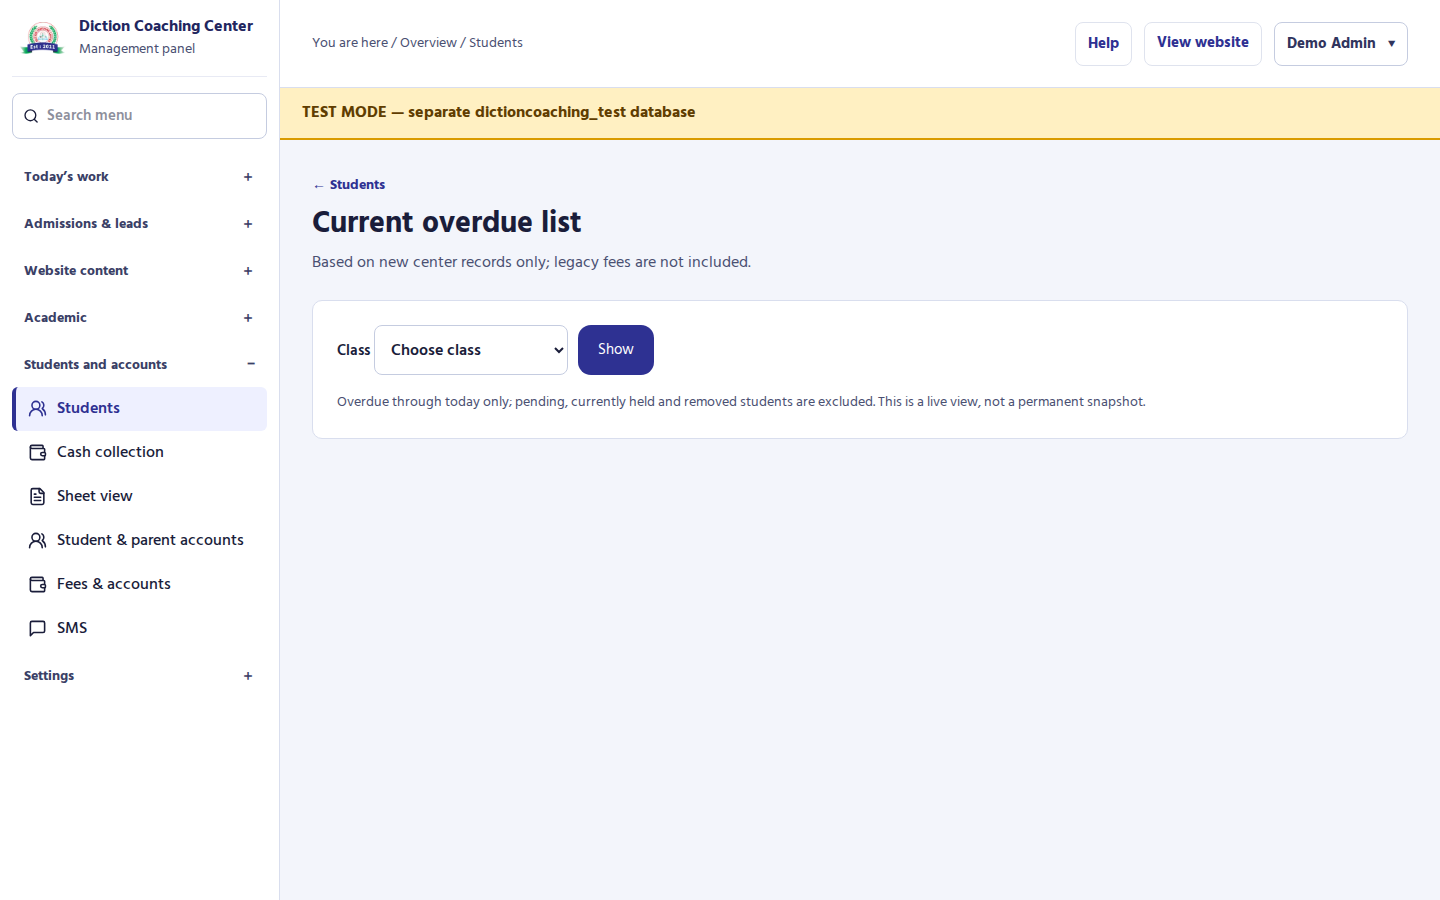 Diction Coaching Center
Management panel
Est : 2011
Search menu
Today’s work +
Admissions & leads +
Website content +
Academic +
Students and accounts −
Students
Cash collection
Sheet view
Student & parent accounts
Fees & accounts
SMS
Settings +
You are here / Overview / Students
Help
View website
Demo Admin ▾
TEST MODE — separate dictioncoaching_test database
← Students
Current overdue list
Based on new center records only; legacy fees are not included.
Class Choose class Show
Overdue through today only; pending, currently held and removed students are excluded. This is a live view, not a permanent snapshot.